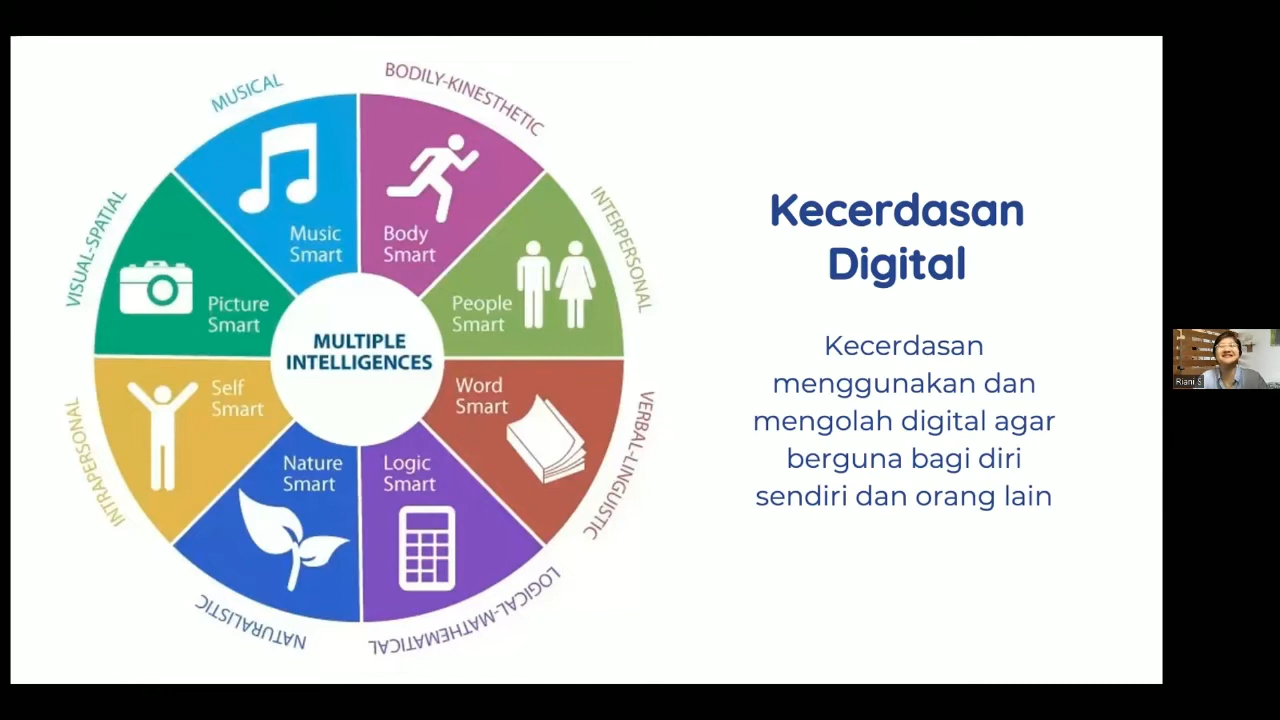 MUSICAL
BODILY-KINESTHETIC
INTERPERSONAL
VERBAL-LINGUISTIC
LOGICAL-MATHEMATICAL
NATURALISTIC
INTRAPERSONAL
VISUAL-SPATIAL
Music
Smart
Body
Smart
People
Smart
Word
Smart
Logic
Smart
Nature
Smart
Self
Smart
Picture
Smart
MULTIPLE
INTELLIGENCES
Kecerdasan
Digital
Kecerdasan
menggunakan dan
mengolah digital agar
berguna bagi diri
sendiri dan orang lain
Riani S